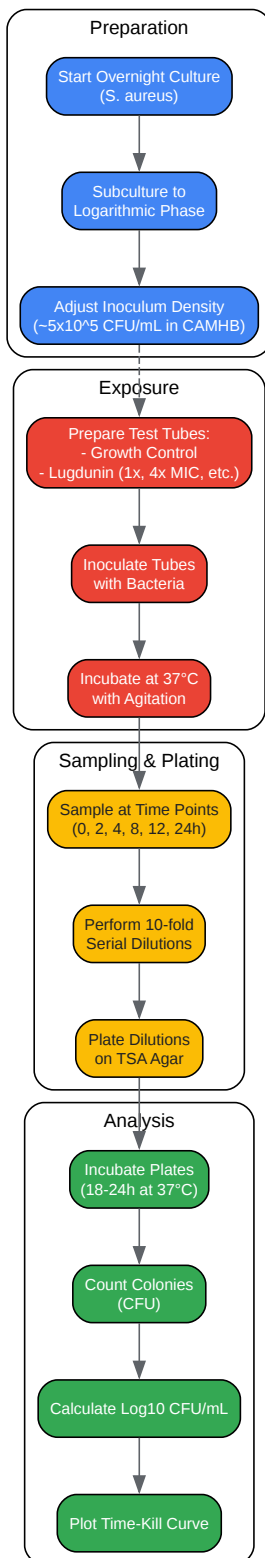 Preparation
Start Overnight Culture
(S. aureus)
Subculture to
Logarithmic Phase
Adjust Inoculum Density
(~5x10^5 CFU/mL in CAMHB)
Exposure
Prepare Test Tubes:
- Growth Control
- Lugdunin (1x, 4x MIC, etc.)
Inoculate Tubes
with Bacteria
Incubate at 37°C
with Agitation
Sampling & Plating
Sample at Time Points
(0, 2, 4, 8, 12, 24h)
Perform 10-fold
Serial Dilutions
Plate Dilutions
on TSA Agar
Analysis
Incubate Plates
(18-24h at 37°C)
Count Colonies
(CFU)
Calculate Log10 CFU/mL
Plot Time-Kill Curve